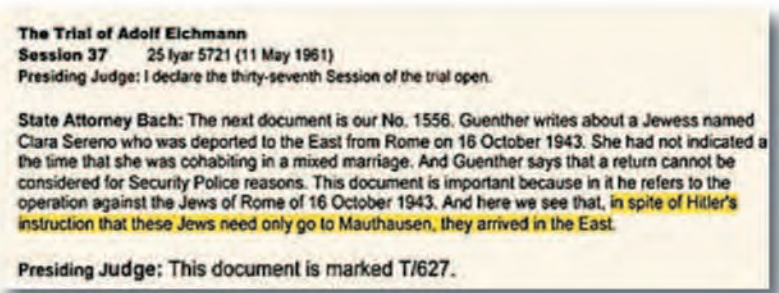 The Trial of Adolf Eichmann
Session 37 25 Iyar 5721 (11 May 1961)
Presiding Judge: I declare the thirty-seventh Session of the trial open.
State Attorney Bach: The next document is our No. 1556. Guenther writes about a Jewess named
Clara Sereno who was deported to the East from Rome on 16 October 1943. She had not indicated a
the time that she was cohabiting in a mixed marriage. And Guenther says that a return cannot be
considered for Security Police reasons. This document is important because in it he refers to the
operation against the Jews of Rome of 16 October 1943. And here we see that, in spite of Hitler's
instruction that these Jews need only go to Mauthausen, they arrived in the East.
Presiding Judge: This document is marked T/627.